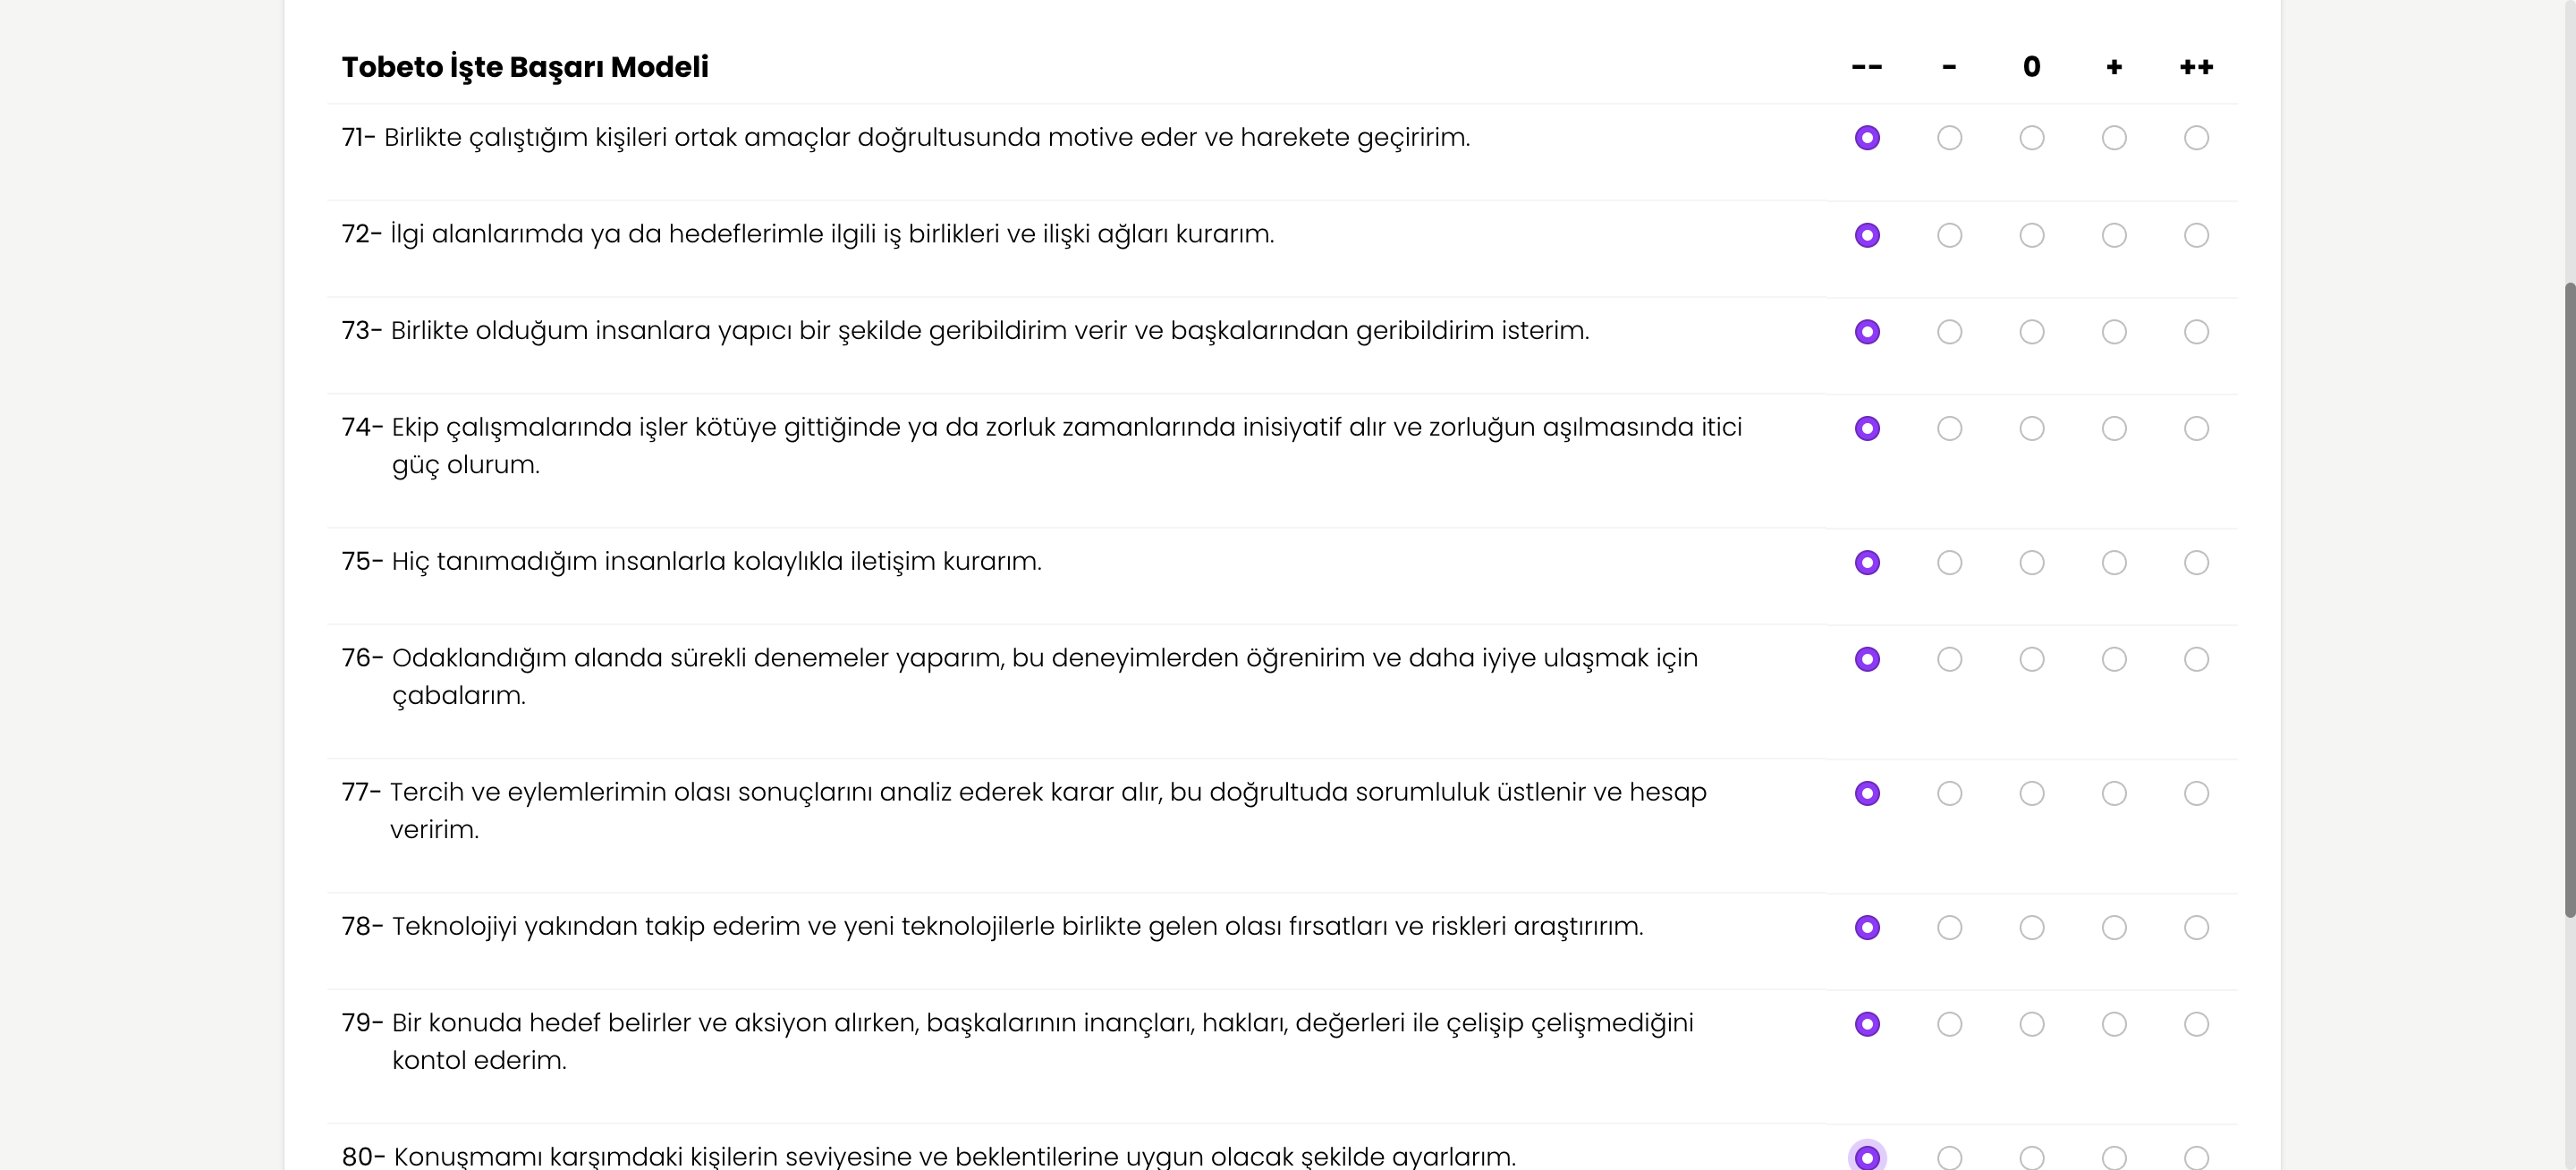 Tobeto İşte Başarı Modeli -- - 0 + ++
71- Birlikte çalıştığım kişileri ortak amaçlar doğrultusunda motive eder ve harekete geçiririm.
72- İlgi alanlarımda ya da hedeflerimle ilgili iş birlikleri ve ilişki ağları kurarım.
73- Birlikte olduğum insanlara yapıcı bir şekilde geribildirim verir ve başkalarından geribildirim isterim.
74- Ekip çalışmalarında işler kötüye gittiğinde ya da zorluk zamanlarında inisiyatif alır ve zorluğun aşılmasında itici
güç olurum.
75- Hiç tanımadığım insanlarla kolaylıkla iletişim kurarım.
76- Odaklandığım alanda sürekli denemeler yaparım, bu deneyimlerden öğrenirim ve daha iyiye ulaşmak için
çabalarım.
77- Tercih ve eylemlerimin olası sonuçlarını analiz ederek karar alır, bu doğrultuda sorumluluk üstlenir ve hesap
veririm.
78- Teknolojiyi yakından takip ederim ve yeni teknolojilerle birlikte gelen olası fırsatları ve riskleri araştırırım.
79- Bir konuda hedef belirler ve aksiyon alırken, başkalarının inançları, hakları, değerleri ile çelişip çelişmediğini
kontol ederim.
80- Konuşmamı karşımdaki kişilerin seviyesine ve beklentilerine uygun olacak şekilde ayarlarım.